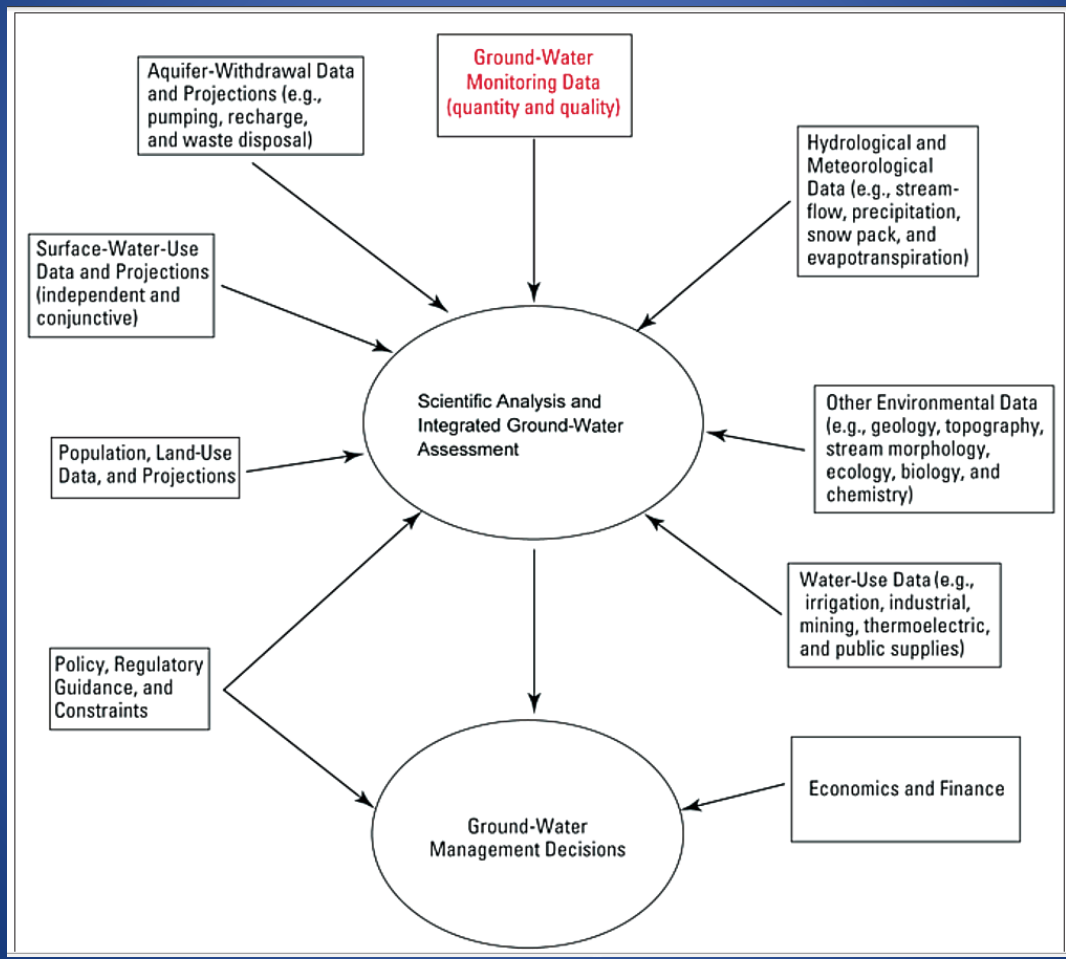 Ground-Water
Monitoring Data
(quantity and quality)
Aquifer-Withdrawal Data
and Projections (e.g.,
pumping, recharge,
and waste disposal)
Hydrological and
Meteorological
Data (e.g., stream-
flow, precipitation,
snow pack, and
evapotranspiration)
Surface-Water-Use
Data and Projections
(independent and
conjunctive)
Scientific Analysis and
Integrated Ground-Water
Assessment
Other Environmental Data
(e.g., geology, topography,
stream morphology,
ecology, biology, and
chemistry)
Population, Land-Use
Data, and Projections
Water-Use Data (e.g.,
irrigation, industrial,
mining, thermoelectric,
and public supplies)
Policy, Regulatory
Guidance, and
Constraints
Economics and Finance
Ground-Water
Management Decisions